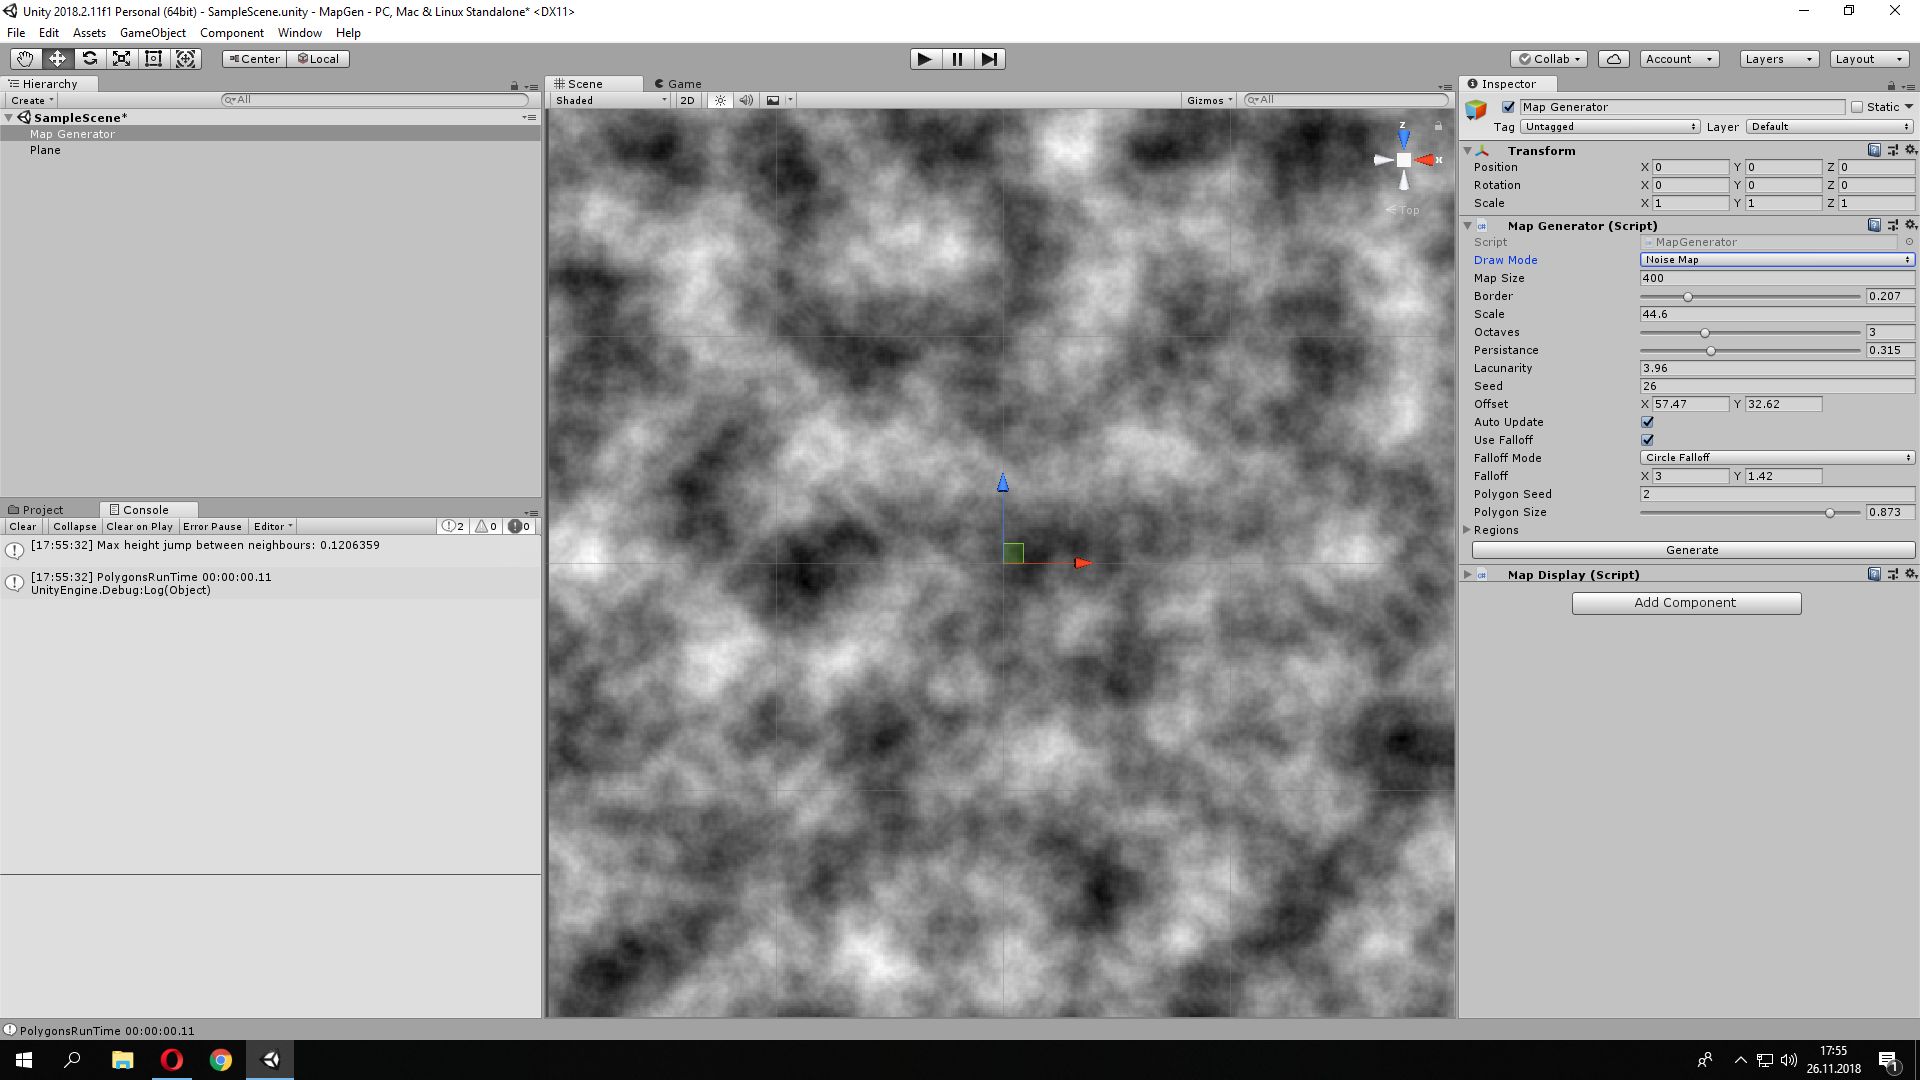 Unity 2018.2.11f1 Personal (64bit) - SampleScene.unity - MapGen - PC, Mac & Linux Standalone* <DX11>
File Edit Assets GameObject Component Window Help
Center Local Collab Account Layers Layout
Hierarchy
Create All
SampleScene*
Map Generator
Plane
Project Console
Clear Collapse Clear on Play Error Pause Editor 2 0 0
[17:55:32] Max height jump between neighbours: 0.1206359
[17:55:32] PolygonsRunTime 00:00:00.11
UnityEngine.Debug:Log(Object)
Scene Game
Shaded 2D Gizmos All
z
x
Top
Inspector
Map Generator Static
Tag Untagged Layer Default
Transform
Position X 0 Y 0 Z 0
Rotation X 0 Y 0 Z 0
Scale X 1 Y 1 Z 1
Map Generator (Script)
Script MapGenerator
Draw Mode Noise Map
Map Size 400
Border 0.207
Scale 44.6
Octaves 3
Persistance 0.315
Lacunarity 3.96
Seed 26
Offset X 57.47 Y 32.62
Auto Update
Use Falloff
Falloff Mode Circle Falloff
Falloff X 3 Y 1.42
Polygon Seed 2
Polygon Size 0.873
Regions
Generate
Map Display (Script)
Add Component
PolygonsRunTime 00:00:00.11
17:55
26.11.2018
1